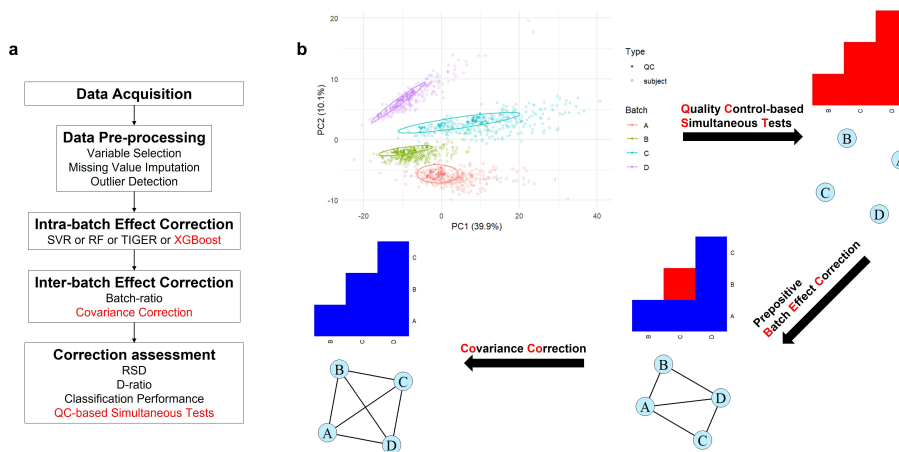 a
Data Acquisition
Data Pre-processing
Variable Selection
Missing Value Imputation
Outlier Detection
Intra-batch Effect Correction
SVR or RF or TIGER or XGBoost
Inter-batch Effect Correction
Batch-ratio
Covariance Correction
Correction assessment
RSD
D-ratio
Classification Performance
QC-based Simultaneous Tests
b
PC2 (10.1%)
20
10
0
-10
-20
0
20
40
PC1 (39.9%)
Type
QC
subject
Batch
A
B
C
D
Quality Control-based
Simultaneous Tests
B
C
D
B
A
C
D
Prepositive
Batch Effect Correction
C
B
A
B
C
D
B
A
D
C
Covariance Correction
C
B
A
B
C
D
B
C
A
D